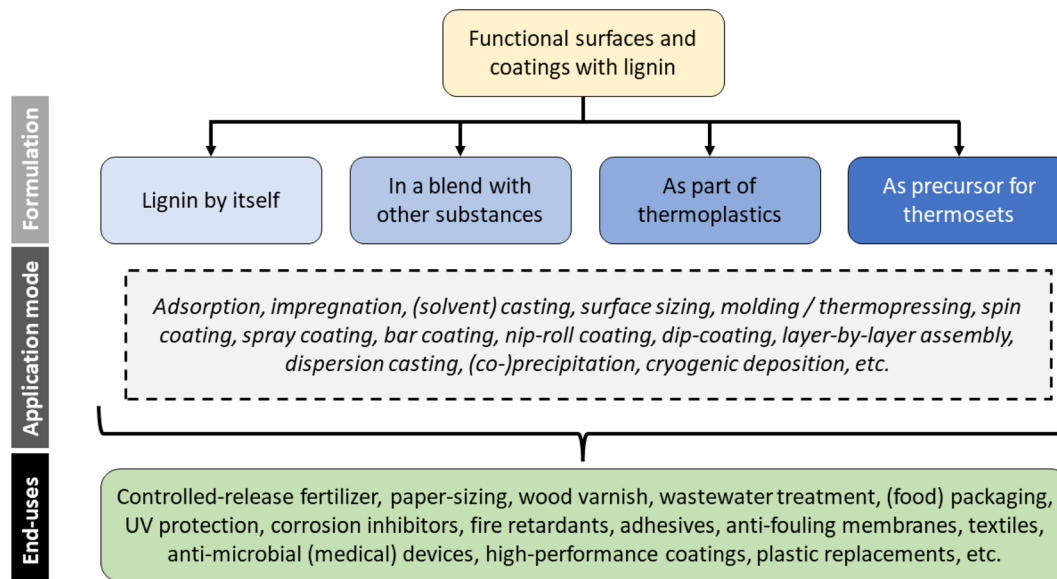 Functional surfaces and
coatings with lignin
Formulation
Lignin by itself
In a blend with
other substances
As part of
thermoplastics
As precursor for
thermosets
Application mode
Adsorption, impregnation, (solvent) casting, surface sizing, molding / thermopressing, spin
coating, spray coating, bar coating, nip-roll coating, dip-coating, layer-by-layer assembly,
dispersion casting, (co-)precipitation, cryogenic deposition, etc.
End-uses
Controlled-release fertilizer, paper-sizing, wood varnish, wastewater treatment, (food) packaging,
UV protection, corrosion inhibitors, fire retardants, adhesives, anti-fouling membranes, textiles,
anti-microbial (medical) devices, high-performance coatings, plastic replacements, etc.